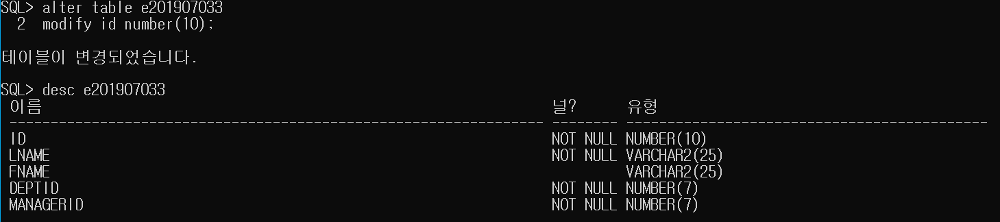 SQL> alter table e201907033
  2  modify id number(10);
테이블이 변경되었습니다.
SQL> desc e201907033
 이름                                                              널?      유형
 ----------------------------------------------------------------- -------- --------------------------------------------
 ID                                                                NOT NULL NUMBER(10)
 LNAME                                                             NOT NULL VARCHAR2(25)
 FNAME                                                                      VARCHAR2(25)
 DEPTID                                                            NOT NULL NUMBER(7)
 MANAGERID                                                         NOT NULL NUMBER(7)